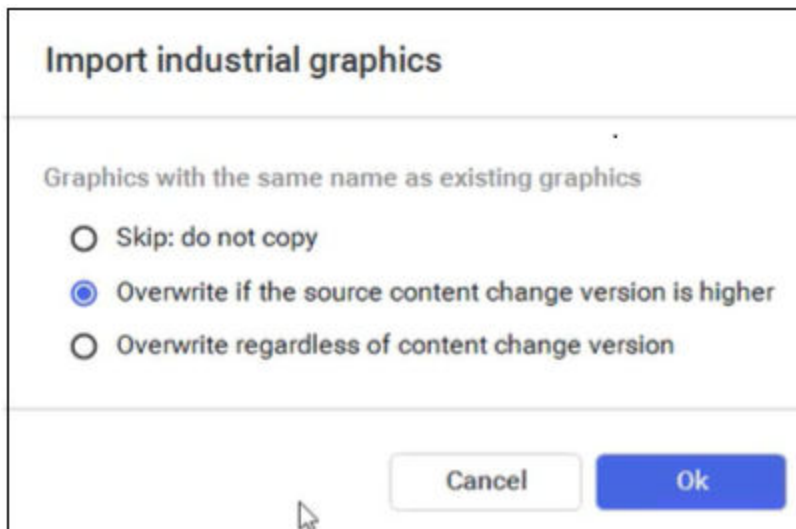 Import industrial graphics
Graphics with the same name as existing graphics
Skip: do not copy
Overwrite if the source content change version is higher
Overwrite regardless of content change version
Cancel
Ok